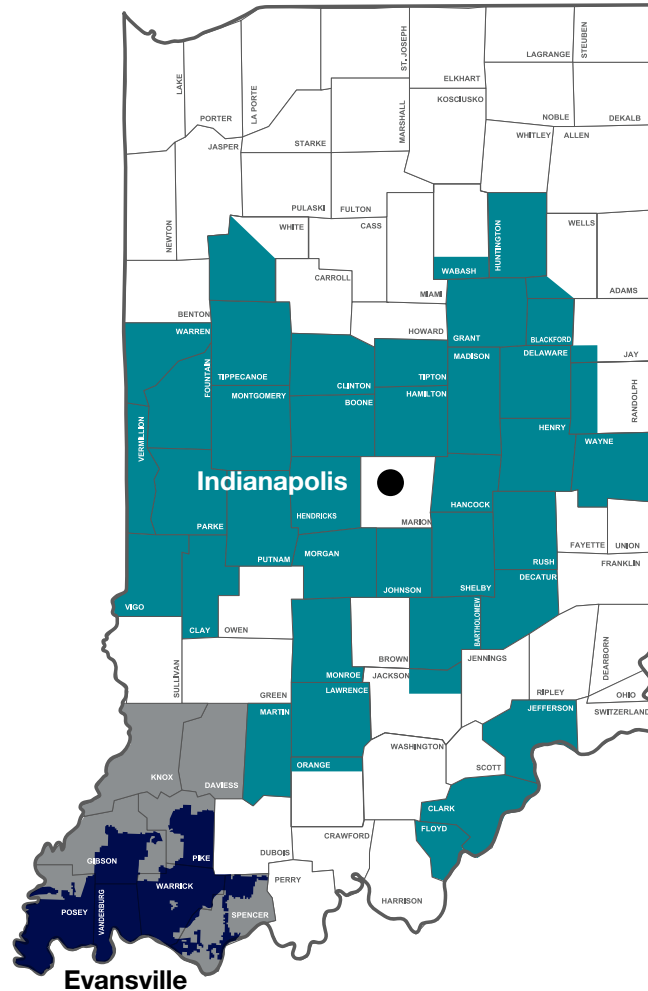 STEUBEN
LAGRANGE
ST. JOSEPH
ELKHART
LAKE
LA PORTE
KOSCIUSKO
PORTER
MARSHALL
NOBLE
DEKALB
STARKE
WHITLEY
ALLEN
JASPER
PULASKI
FULTON
NEWTON
WHITE
CASS
WELLS
HUNTINGTON
WABASH
CARROLL
MIAMI
ADAMS
BENTON
HOWARD
WARREN
GRANT
BLACKFORD
FOUNTAIN
MADISON
DELAWARE
JAY
TIPPECANOE
CLINTON
TIPTON
MONTGOMERY
BOONE
HAMILTON
RANDOLPH
VERMILLION
HENRY
WAYNE
Indianapolis
HANCOCK
HENDRICKS
MARION
PARKE
FAYETTE
UNION
PUTNAM
MORGAN
RUSH
FRANKLIN
JOHNSON
SHELBY
DECATUR
VIGO
CLAY
OWEN
BARTHOLOMEW
BROWN
JENNINGS
DEARBORN
SULLIVAN
MONROE
JACKSON
GREEN
LAWRENCE
RIPLEY
OHIO
MARTIN
JEFFERSON
SWITZERLAND
WASHINGTON
ORANGE
SCOTT
KNOX
DAVIESS
CLARK
FLOYD
CRAWFORD
DUBOIS
GIBSON
PIKE
PERRY
WARRICK
HARRISON
POSEY
VANDERBURG
SPENCER
Evansville